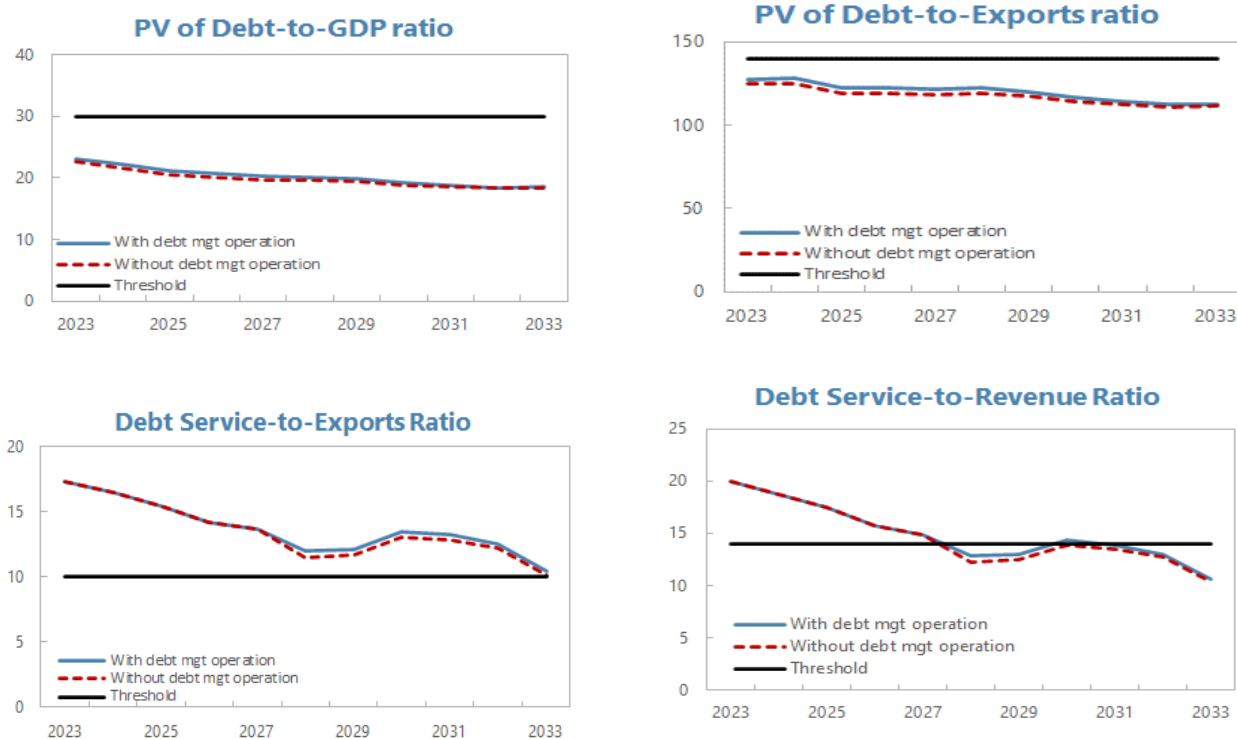 PV of Debt-to-GDP ratio
40
30
20
10
0
With debt mgt operation
Without debt mgt operation
Threshold
2023 2025 2027 2029 2031 2033
PV of Debt-to-Exports ratio
150
100
50
0
With debt mgt operation
Without debt mgt operation
Threshold
2023 2025 2027 2029 2031 2033
Debt Service-to-Exports Ratio
20
15
10
5
0
With debt mgt operation
Without debt mgt operation
Threshold
2023 2025 2027 2029 2031 2033
Debt Service-to-Revenue Ratio
25
20
15
10
5
0
With debt mgt operation
Without debt mgt operation
Threshold
2023 2025 2027 2029 2031 2033